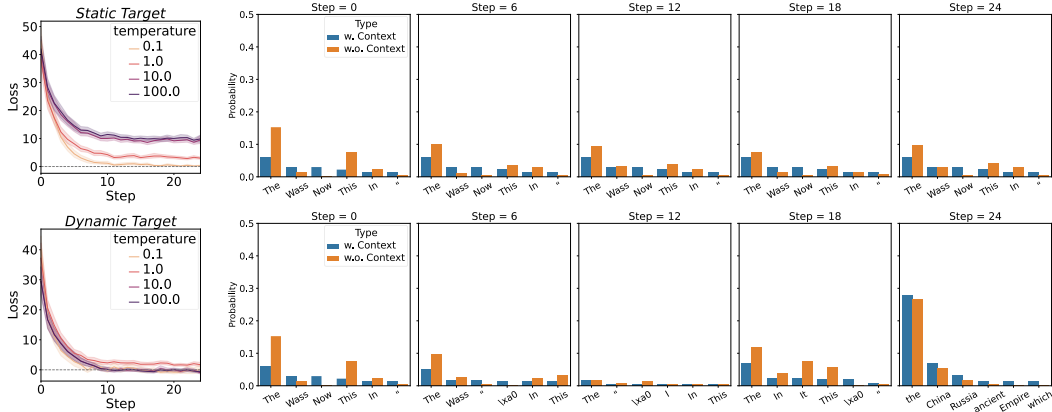 Static Target
temperature
0.1
1.0
10.0
100.0
Loss
50
40
30
20
10
0
0 10 20
Step
Step = 0
Type
w. Context
w.o. Context
Probability
0.5
0.4
0.3
0.2
0.1
0.0
The Wass Now This In "
Step = 6
The Wass Now This In "
Step = 12
The Wass Now This In "
Step = 18
The Wass Now This \xa0 "
Step = 24
The Wass Now This In "
Dynamic Target
temperature
0.1
1.0
10.0
100.0
Loss
40
30
20
10
0
0 10 20
Step
Step = 0
Type
w. Context
w.o. Context
Probability
0.5
0.4
0.3
0.2
0.1
0.0
The Wass Now This In "
Step = 6
The Wass " \xa0 In This
Step = 12
The " \xa0 I In This
Step = 18
The In It This \xa0 "
Step = 24
the China Russia ancient Empire which